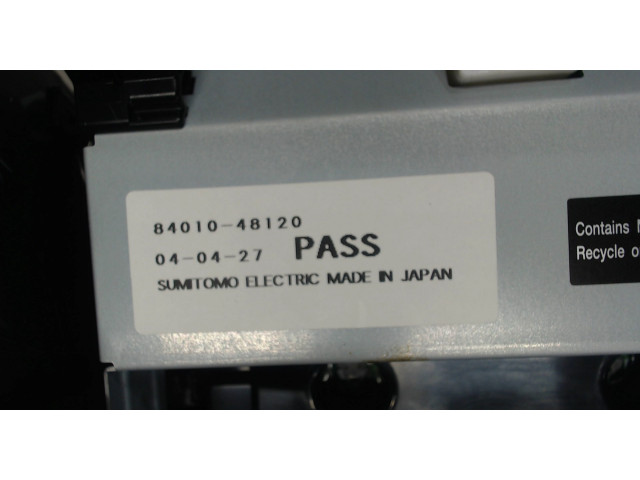 84010-48120
04-04-27 PASS
SUMITOMO ELECTRIC MADE IN JAPAN
Contains
Recycle o